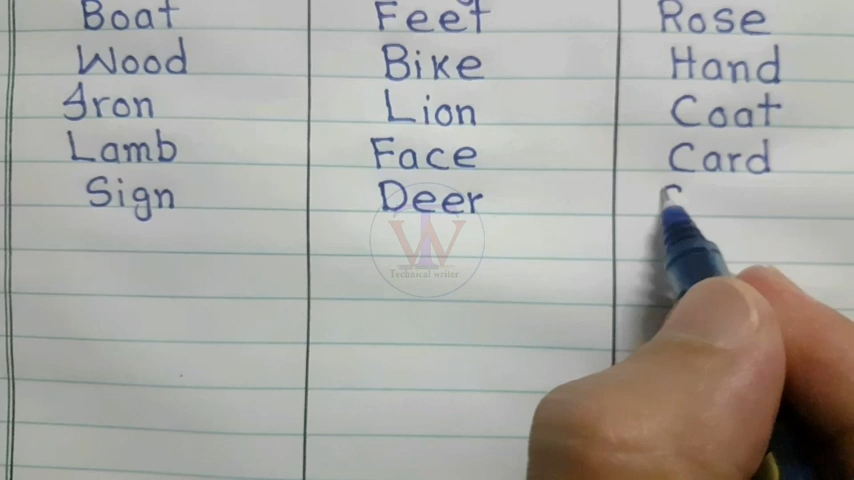 Boat Feet Rose
Wood Bike Hand
Iron Lion Coat
Lamb Face Card
Sign Deer
Technical writer